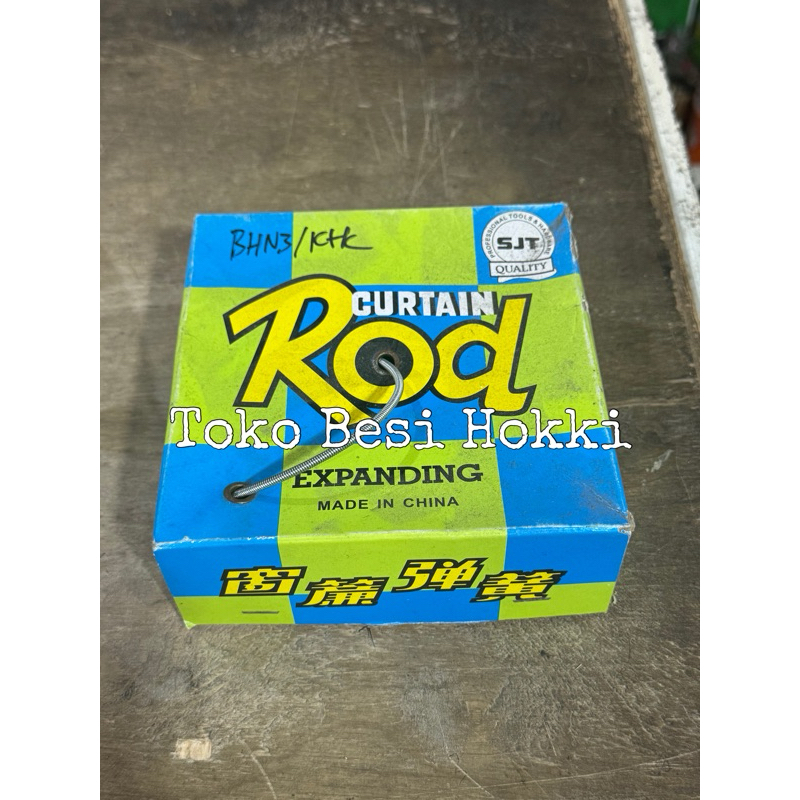 BHN3/KHK
PROFESSIONAL TOOLS & HARDWARE
SJT
QUALITY
CURTAIN
Rod
Toko Besi Hokki
EXPANDING
MADE IN CHINA
窗簾弹簧